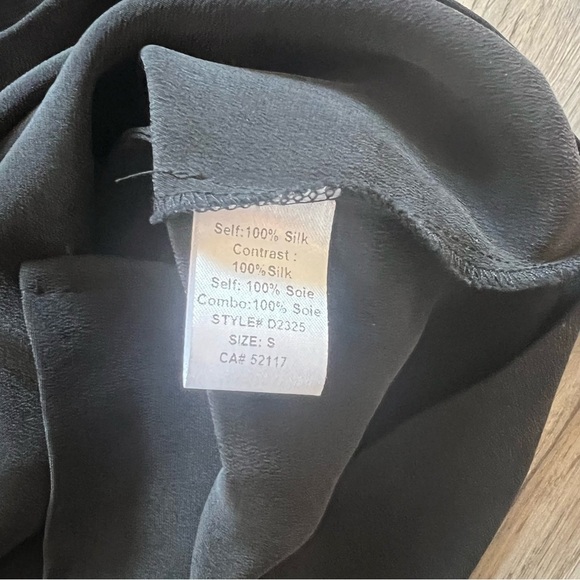 Self:100% Silk
Contrast :
100%Silk
Self: 100% Soie
Combo:100% Soie
STYLE# D2325
SIZE: S
CA# 52117